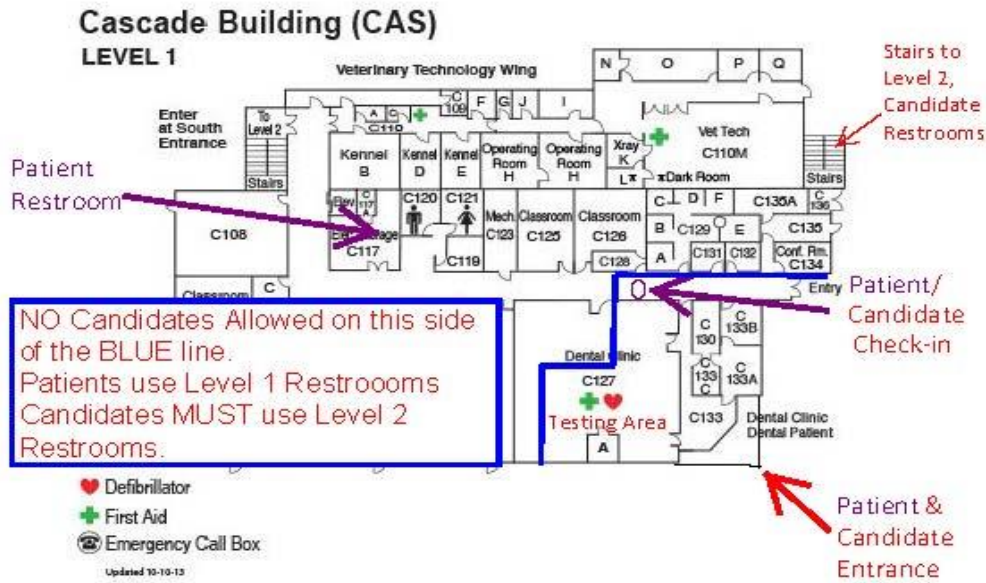 Cascade Building (CAS)
LEVEL 1
Veterinary Technology Wing
Stairs to
Level 2,
Candidate
Restrooms
Enter
at South
Entrance
To
Level 2
Stairs
A
C
C110
C
109
F
G
J
I
N
O
P
Q
Vet Tech
C110M
Stairs
Kennel
B
Kennel
D
Kennel
E
Operating
Room
H
Operating
Room
H
Xray
K
L
Dark Room
Patient
Restroom
C108
Elev
C
117
A
C117
C120
C121
C119
Mech.
C123
Classroom
C125
Classroom
C126
C128
C
D
F
B
C129
E
A
C131
C132
C135A
C
136
C135
Conf. Rm.
C134
Entry
Classroom
C
Patient/
Candidate
Check-in
NO Candidates Allowed on this side
of the BLUE line.
Patients use Level 1 Restroooms
Candidates MUST use Level 2
Restrooms.
Dental Clinic
C127
Testing Area
A
C
130
C
133B
C
133
C
C
133A
C133
Dental Clinic
Dental Patient
Patient &
Candidate
Entrance
Defibrillator
First Aid
Emergency Call Box
Updated 10-10-13